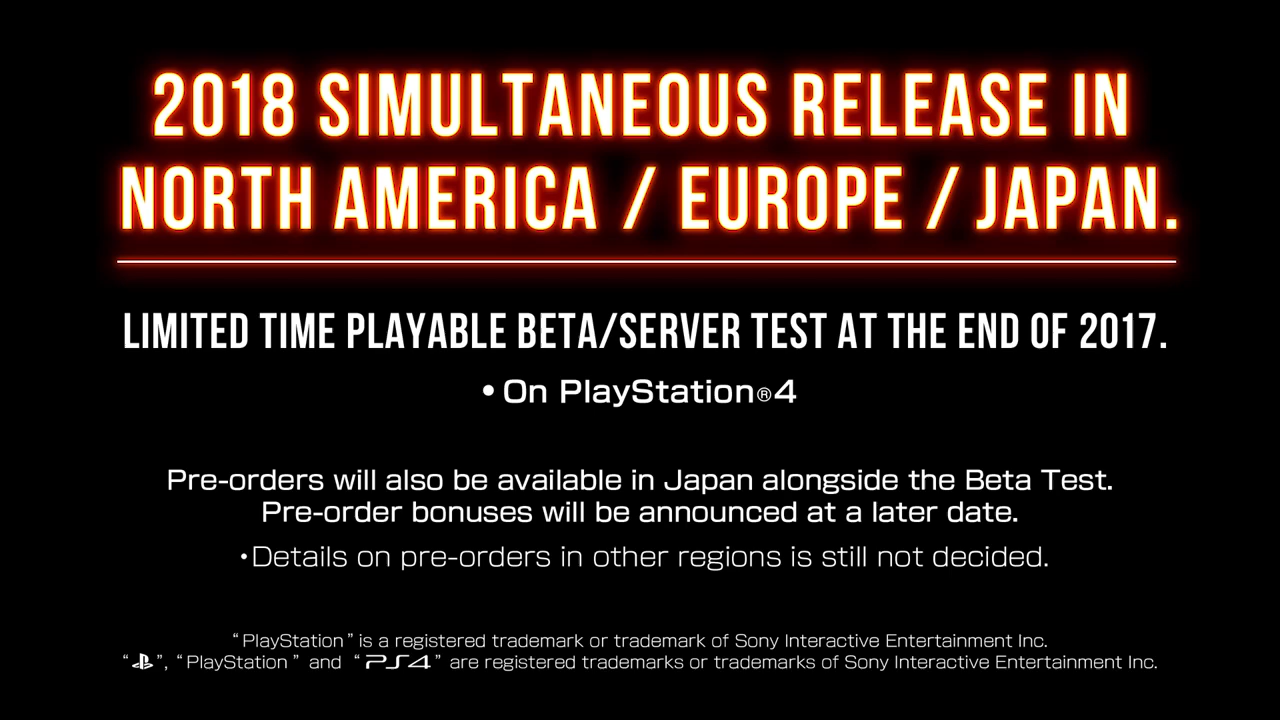 2018 SIMULTANEOUS RELEASE IN
NORTH AMERICA / EUROPE / JAPAN.
LIMITED TIME PLAYABLE BETA/SERVER TEST AT THE END OF 2017.
• On PlayStation®4
Pre-orders will also be available in Japan alongside the Beta Test.
Pre-order bonuses will be announced at a later date.
•Details on pre-orders in other regions is still not decided.
“PlayStation” is a registered trademark or trademark of Sony Interactive Entertainment Inc.
“ ”, “PlayStation” and “PS4” are registered trademarks or trademarks of Sony Interactive Entertainment Inc.